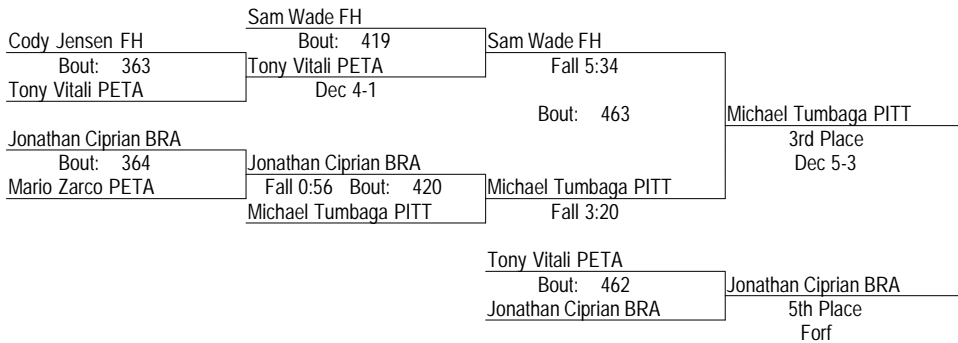 Sam Wade FH
Cody Jensen FH
Bout: 419
Sam Wade FH
Bout: 363
Tony Vitali PETA
Fall 5:34
Tony Vitali PETA
Dec 4-1
Bout: 463
Michael Tumbaga PITT
Jonathan Ciprian BRA
3rd Place
Bout: 364
Jonathan Ciprian BRA
Dec 5-3
Mario Zarco PETA
Fall 0:56 Bout: 420
Michael Tumbaga PITT
Michael Tumbaga PITT
Fall 3:20
Tony Vitali PETA
Bout: 462
Jonathan Ciprian BRA
Jonathan Ciprian BRA
5th Place
Forf